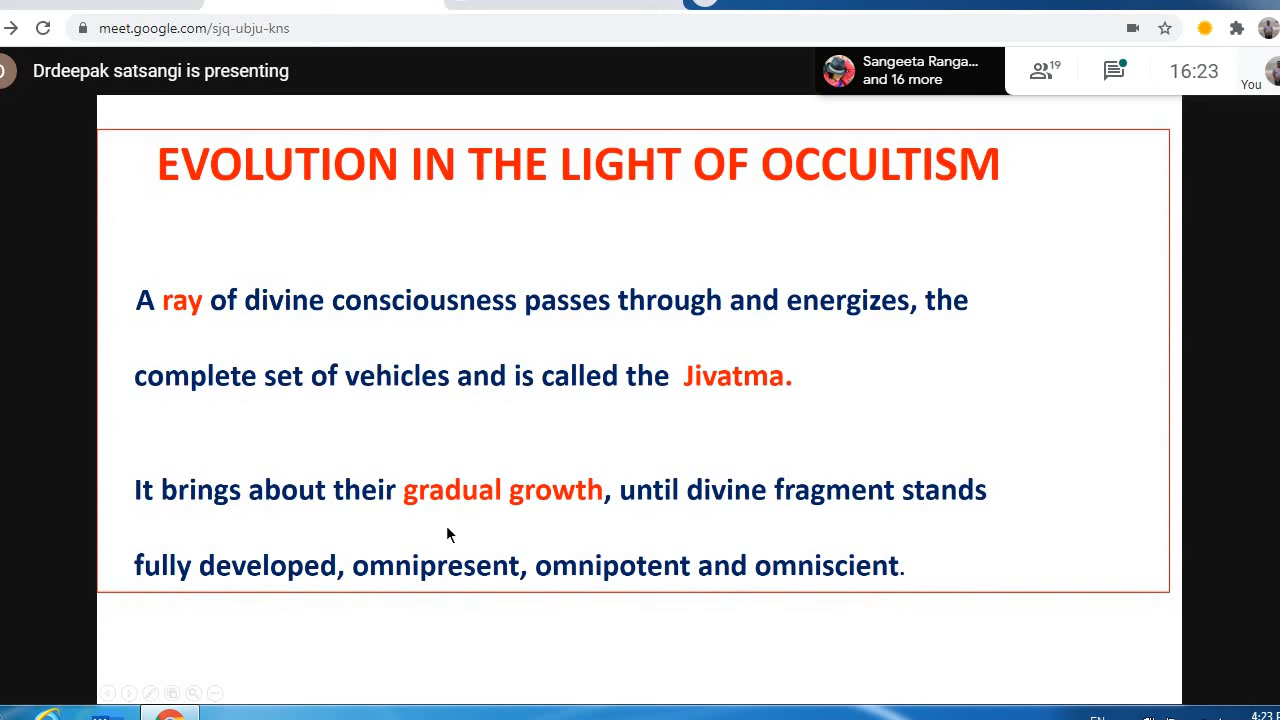 meet.google.com/sjq-ubju-kns
Drdeepak satsangi is presenting
Sangeeta Ranga...
and 16 more
19
16:23
You
EVOLUTION IN THE LIGHT OF OCCULTISM
A ray of divine consciousness passes through and energizes, the
complete set of vehicles and is called the Jivatma.
It brings about their gradual growth, until divine fragment stands
fully developed, omnipresent, omnipotent and omniscient.